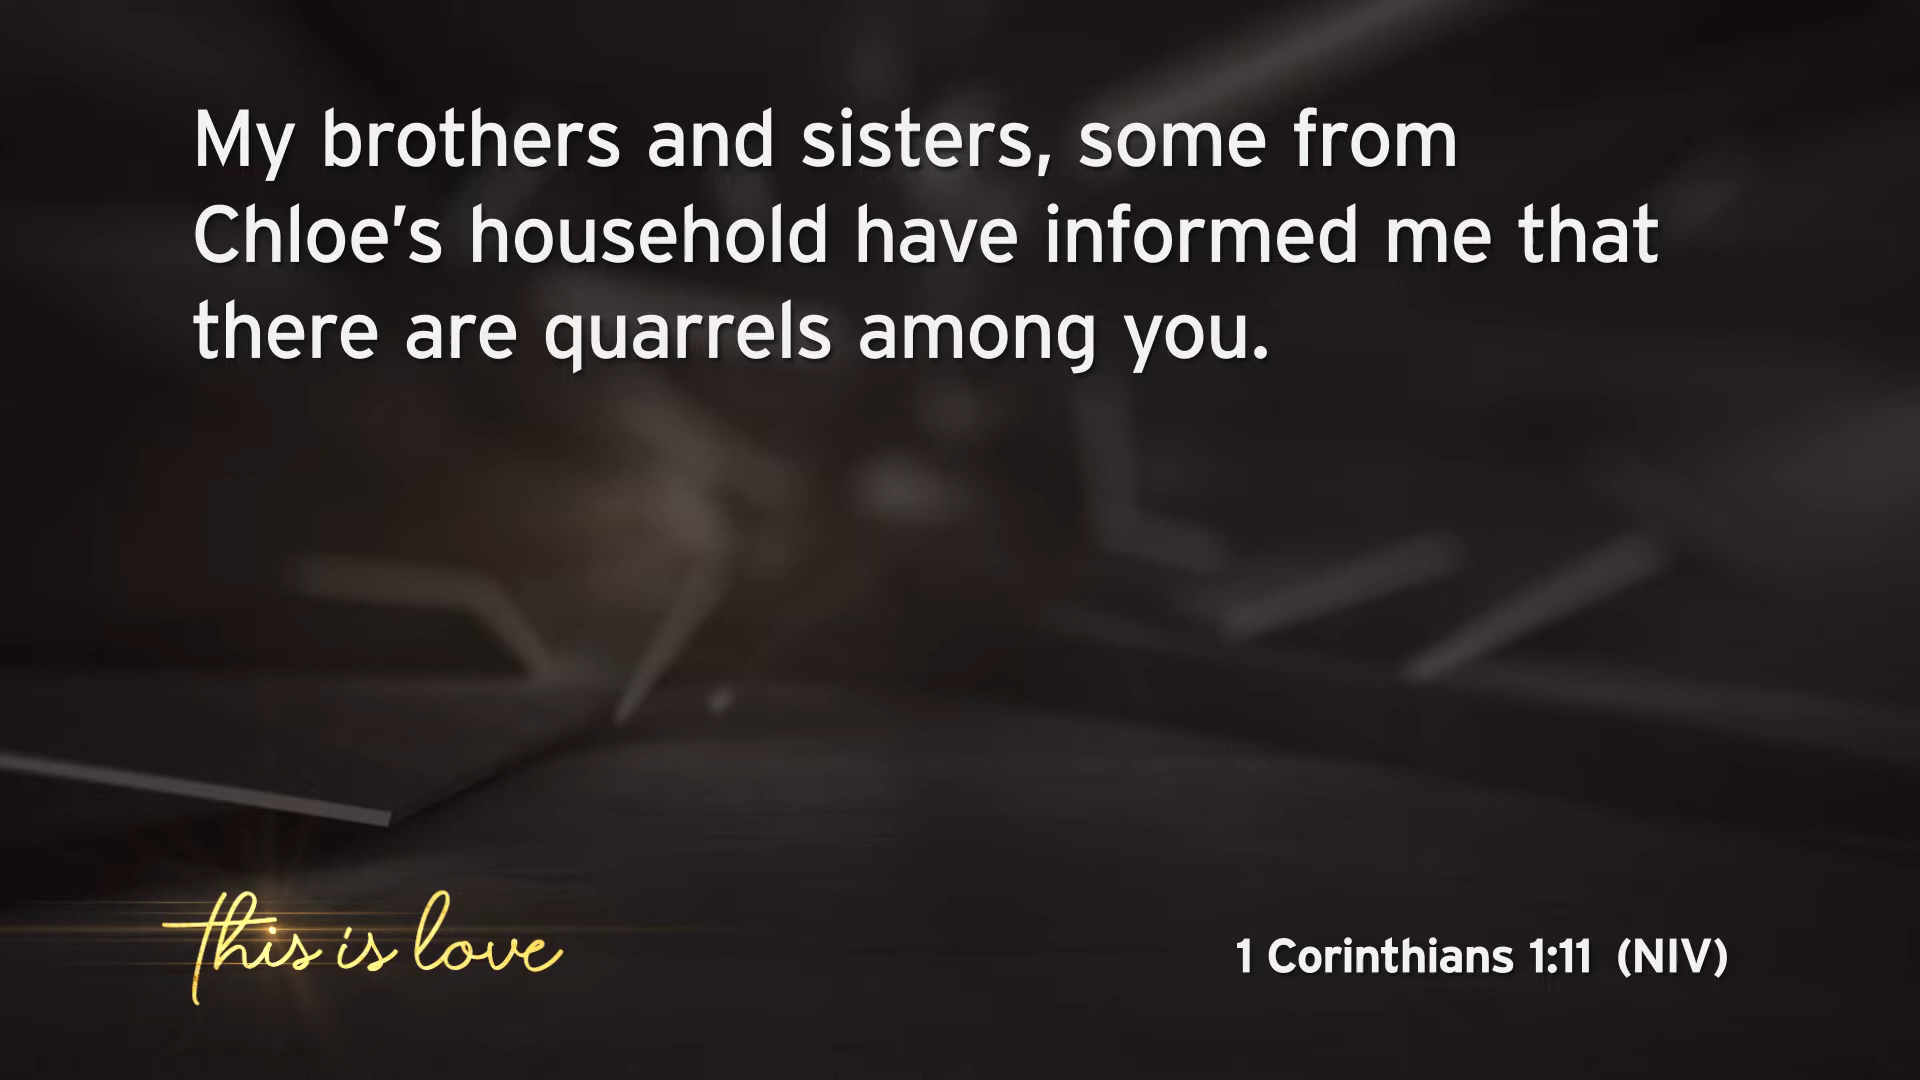 My brothers and sisters, some from
Chloe’s household have informed me that
there are quarrels among you.
this is love
1 Corinthians 1:11 (NIV)